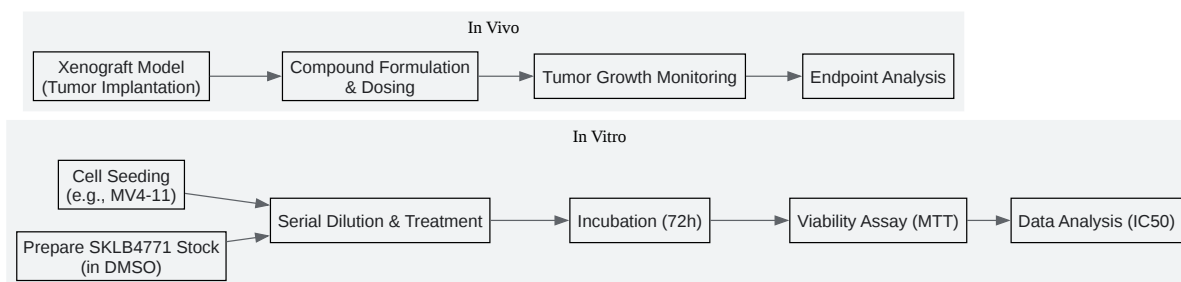 In Vivo
Xenograft Model
(Tumor Implantation)
Compound Formulation
& Dosing
Tumor Growth Monitoring
Endpoint Analysis
In Vitro
Cell Seeding
(e.g., MV4-11)
Prepare SKLB4771 Stock
(in DMSO)
Serial Dilution & Treatment
Incubation (72h)
Viability Assay (MTT)
Data Analysis (IC50)